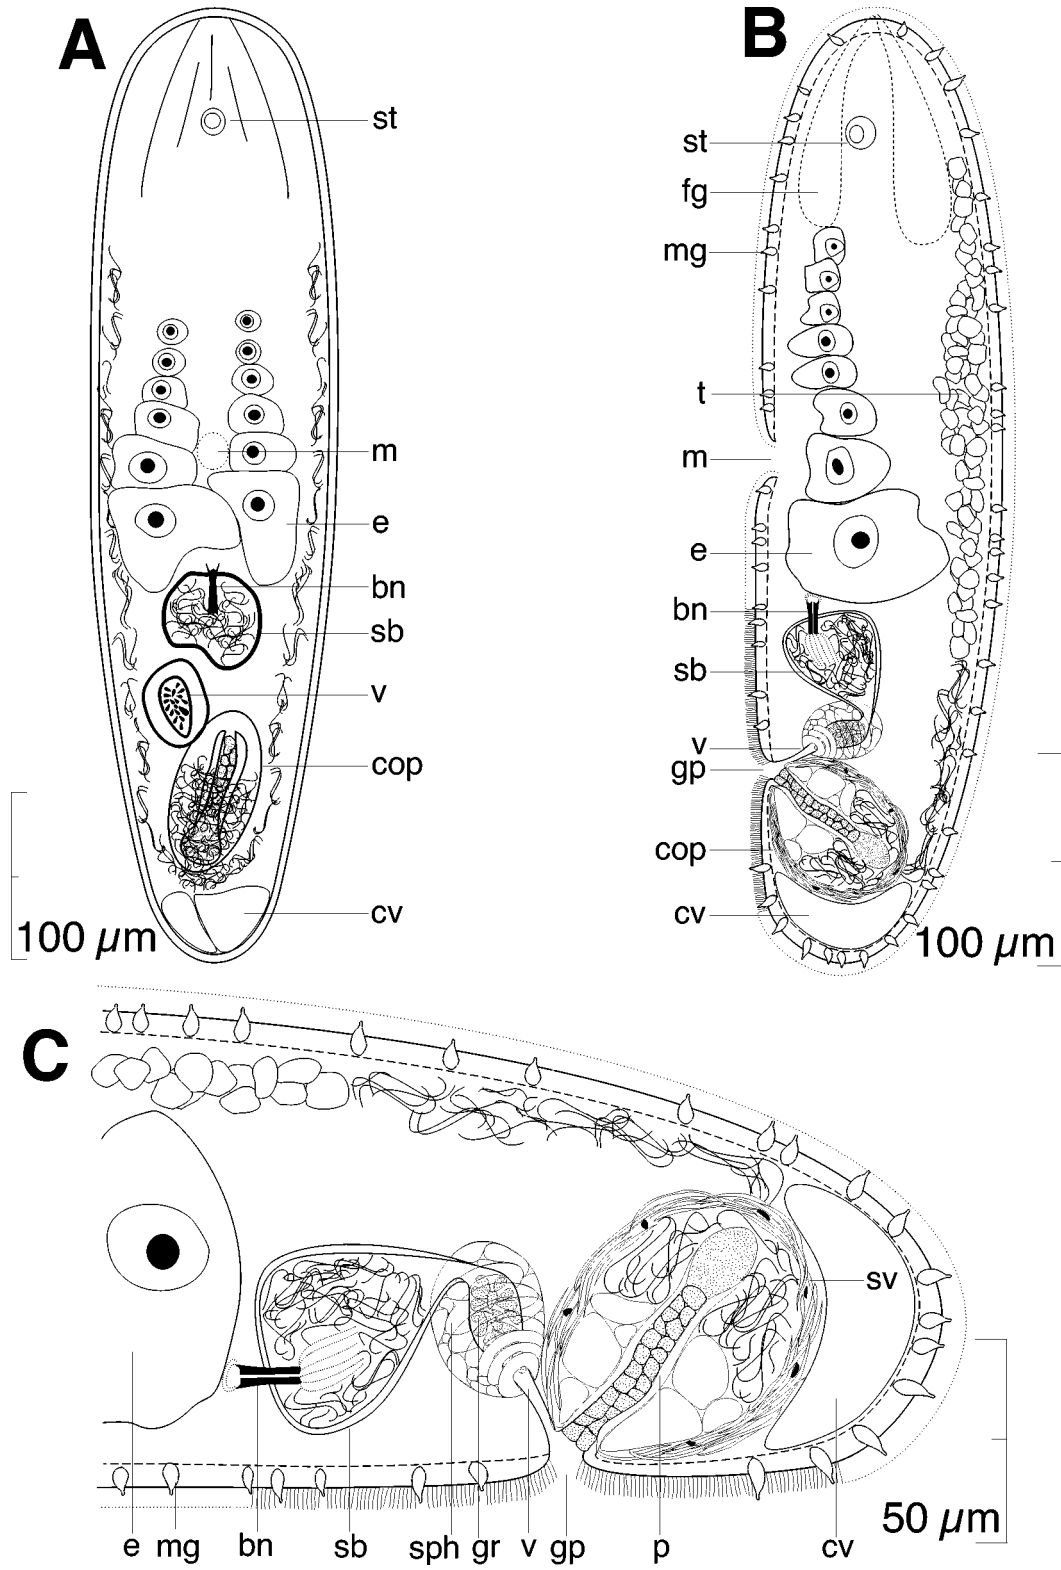 A
st
m
e
bn
sb
v
cop
cv
100 µm
B
st
fg
mg
t
m
e
bn
sb
v
gp
cop
cv
100 µm
C
sv
50 µm
e mg bn sb sph gr v gp p cv